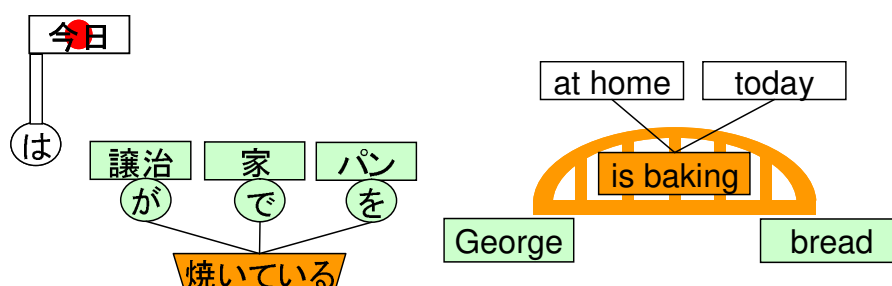 今日
は
譲治 家 パン
が で を
焼いている
at home today
is baking
George bread